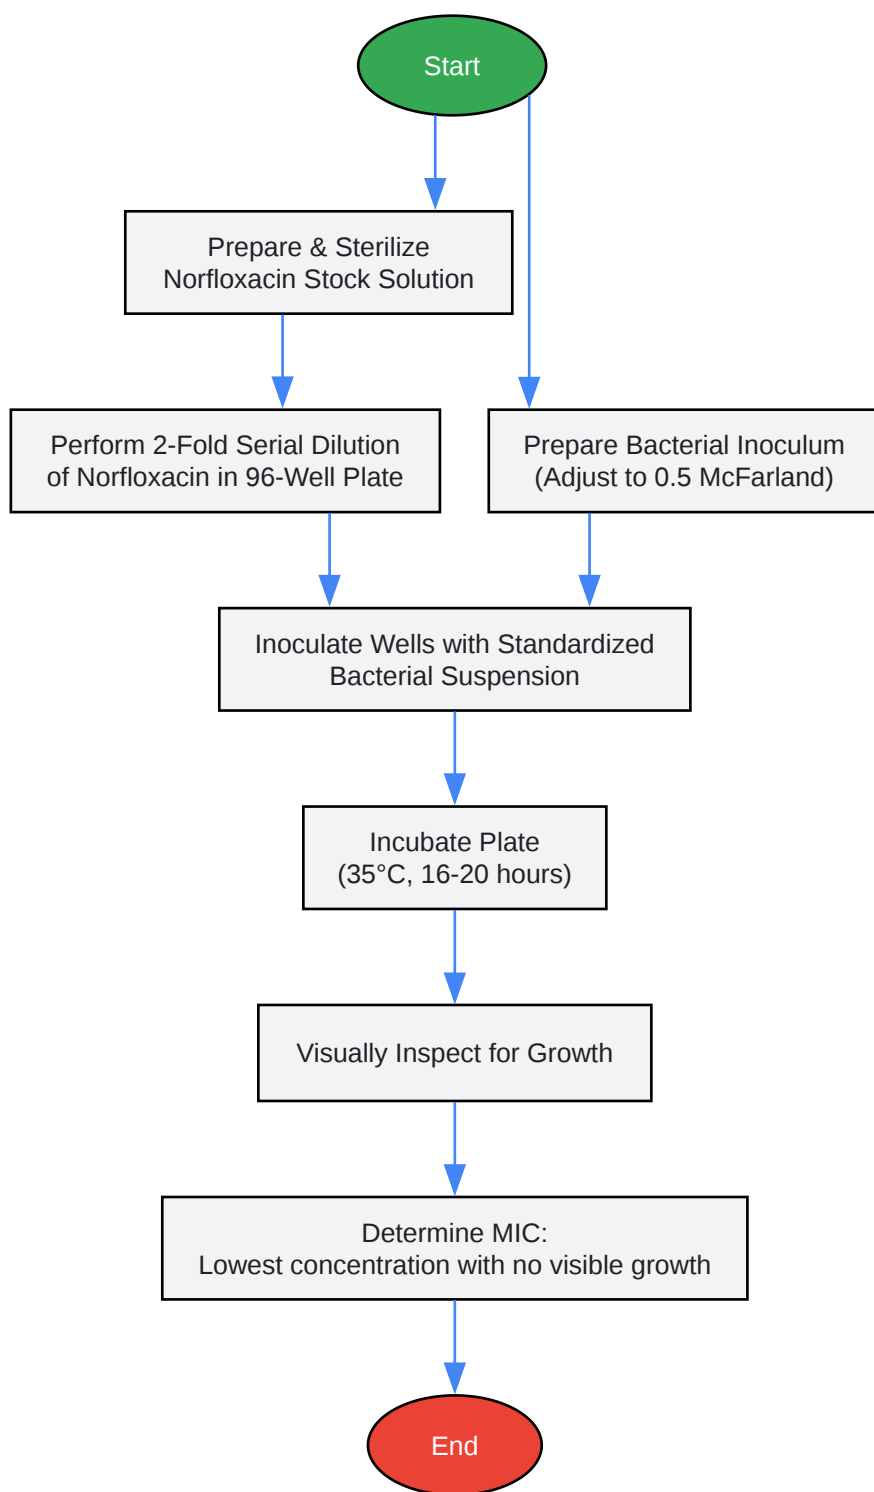 Start
Prepare & Sterilize
Norfloxacin Stock Solution
Perform 2-Fold Serial Dilution
of Norfloxacin in 96-Well Plate
Prepare Bacterial Inoculum
(Adjust to 0.5 McFarland)
Inoculate Wells with Standardized
Bacterial Suspension
Incubate Plate
(35°C, 16-20 hours)
Visually Inspect for Growth
Determine MIC:
Lowest concentration with no visible growth
End